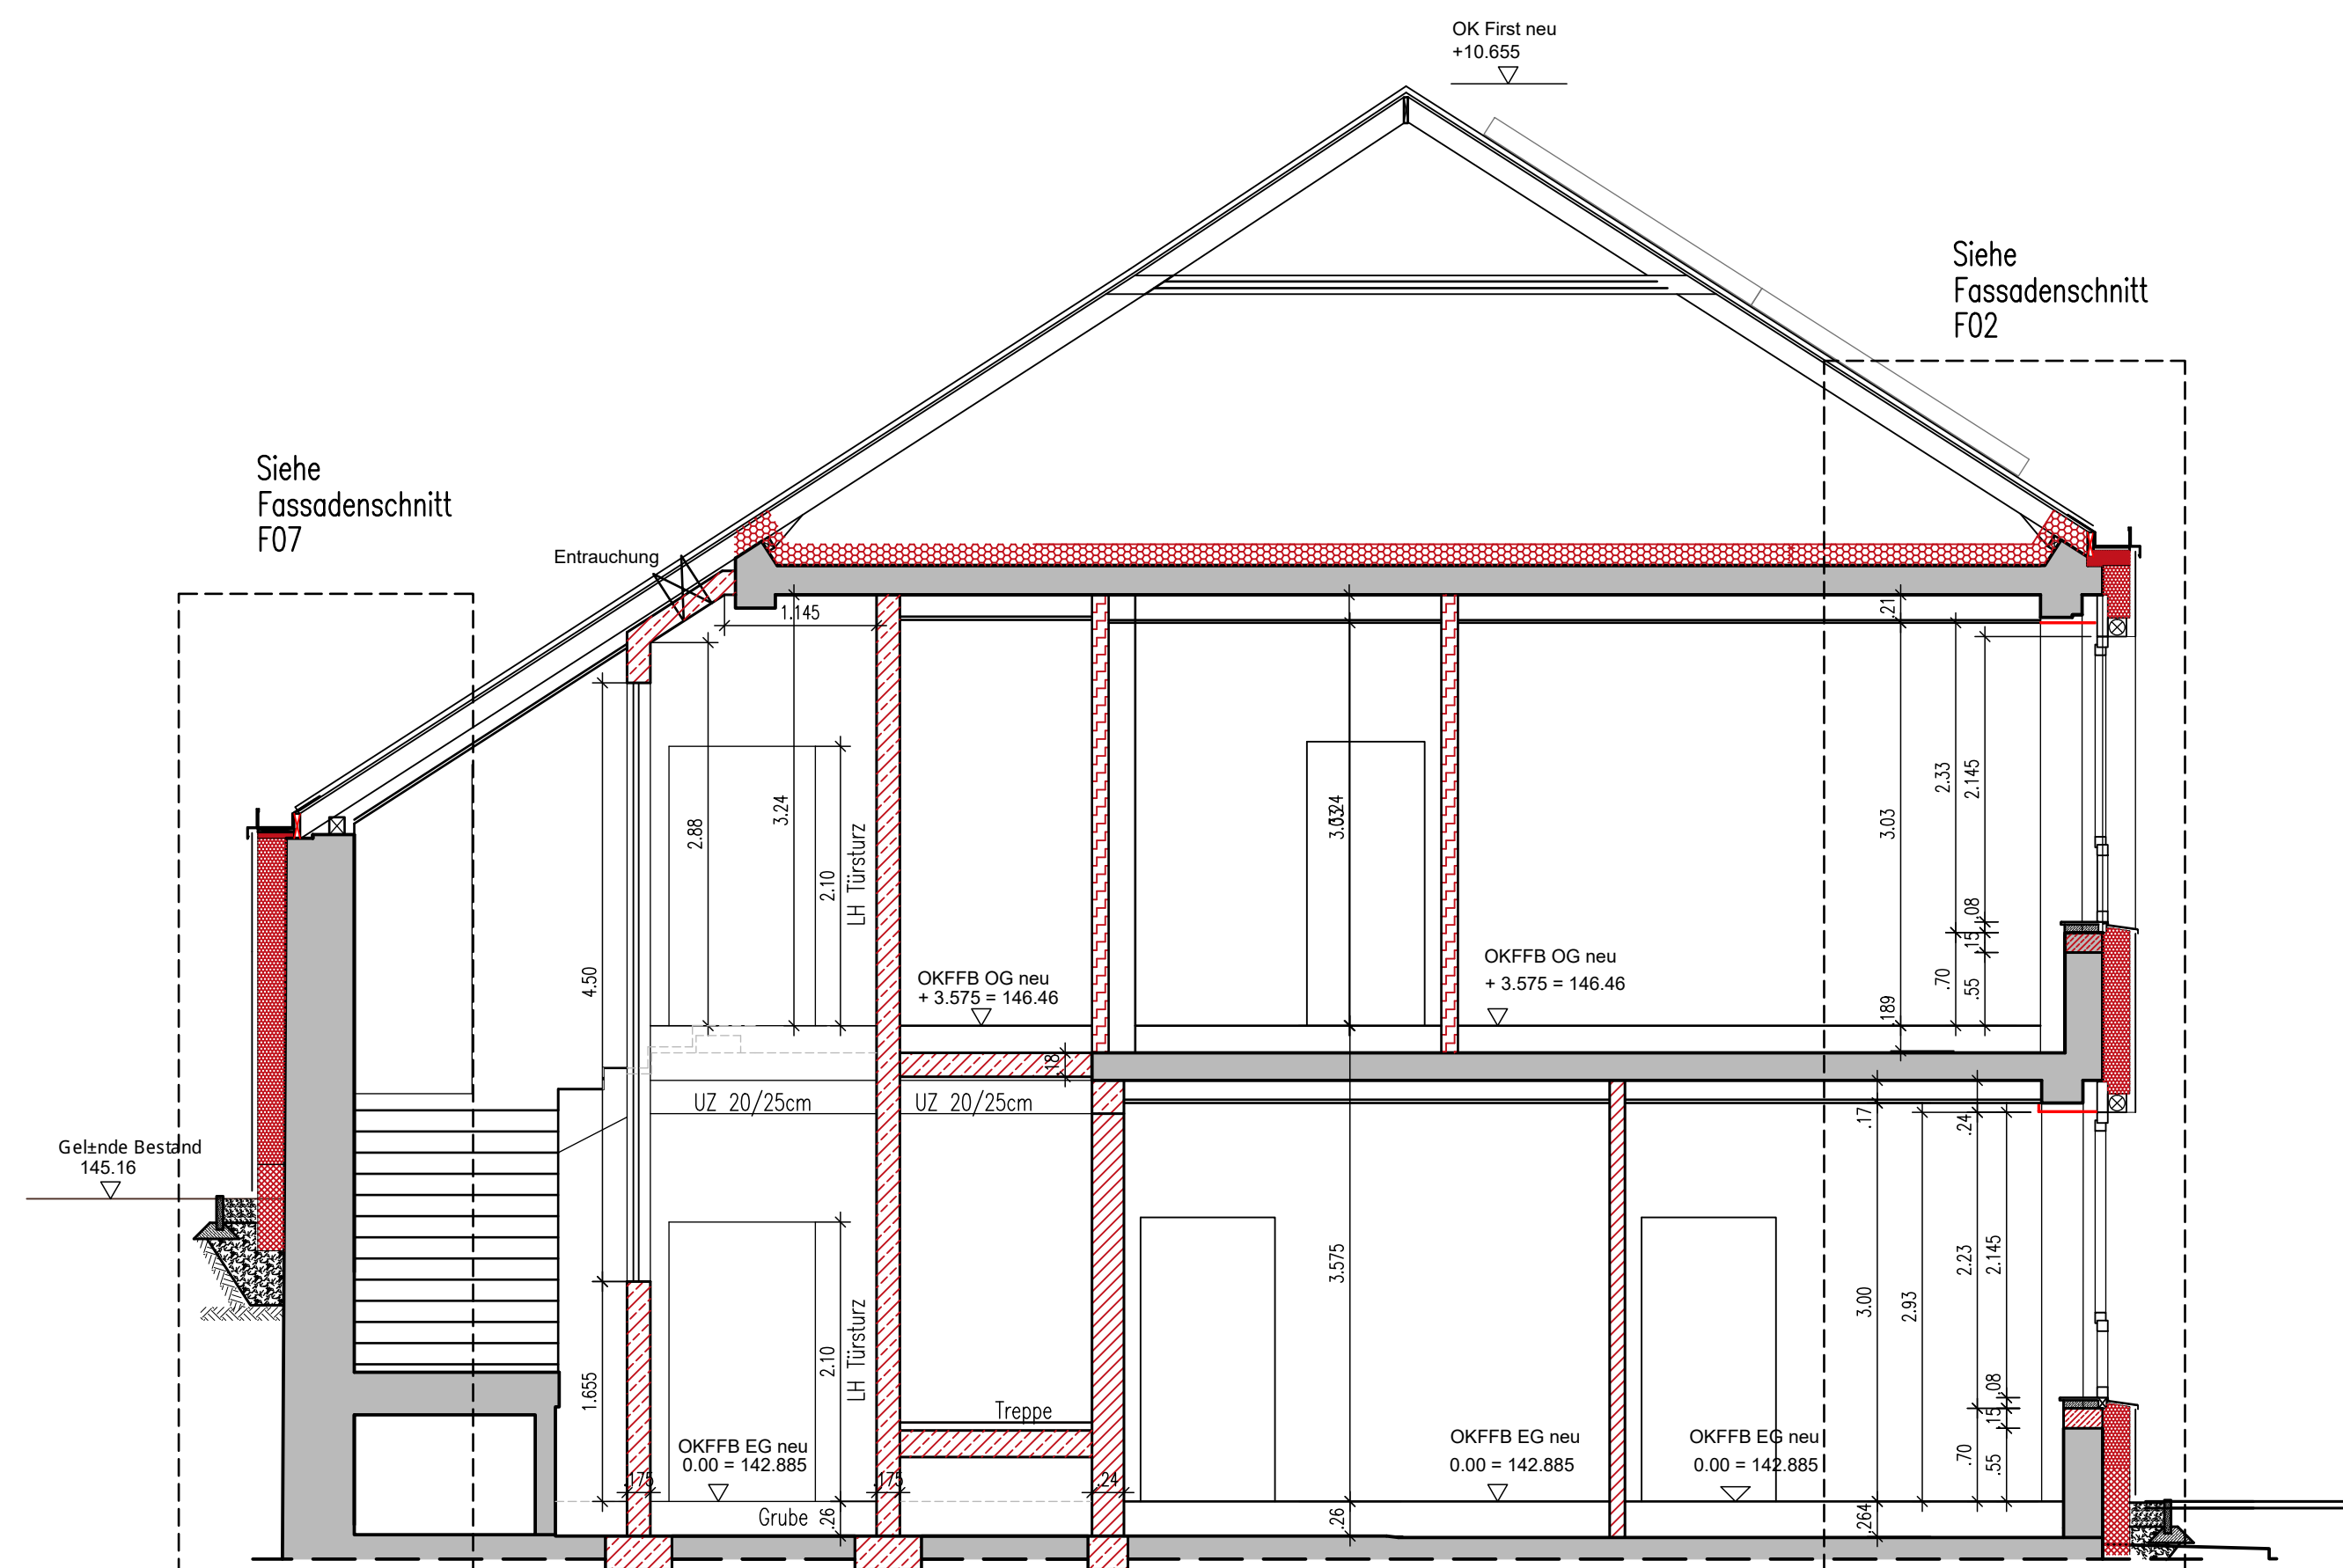 OK First neu
+10.655
Siehe
Fassadenschnitt
F02
Siehe
Fassadenschnitt
F07
Entrauchung
1.145
.21
2.33
2.145
3.24
2.88
3.03
2.10
LH Türsturz
4.50
.08
15
.70
.55
189
OKFFB OG neu
+ 3.575 = 146.46
OKFFB OG neu
+ 3.575 = 146.46
.18
UZ 20/25cm
UZ 20/25cm
.17
.24
Gel±nde Bestand
145.16
3.575
2.23
2.145
3.00
2.93
2.10
LH Türsturz
1.655
.08
15
.70
.55
Treppe
OKFFB EG neu
0.00 = 142.885
OKFFB EG neu
0.00 = 142.885
OKFFB EG neu
0.00 = 142.885
.175
.175
.24
Grube
.26
.26
.264